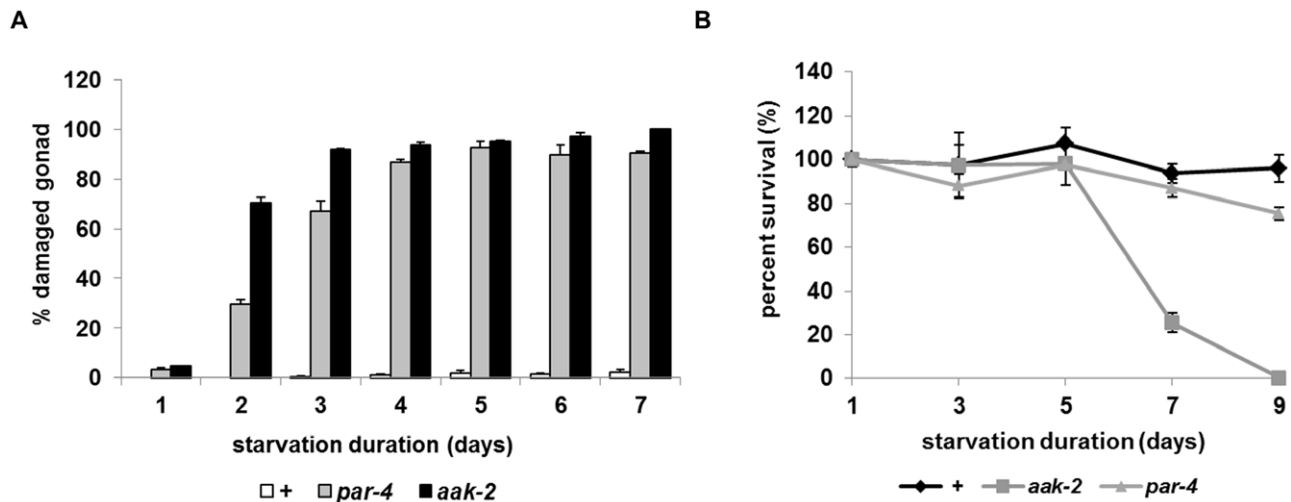 A
% damaged gonad
120
100
80
60
40
20
0
1 2 3 4 5 6 7
starvation duration (days)
+ par-4 aak-2
B
percent survival (%)
140
120
100
80
60
40
20
0
1 3 5 7 9
starvation duration (days)
+ aak-2 par-4